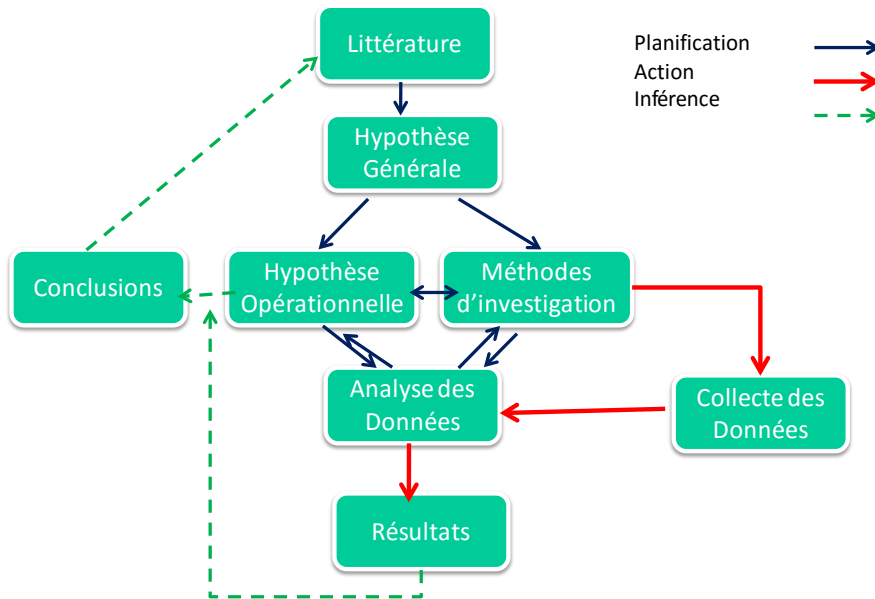 Littérature
Planification
Action
Inférence
Hypothèse
Générale
Conclusions
Hypothèse
Opérationnelle
Méthodes
d'investigation
Analyse des
Données
Collecte des
Données
Résultats